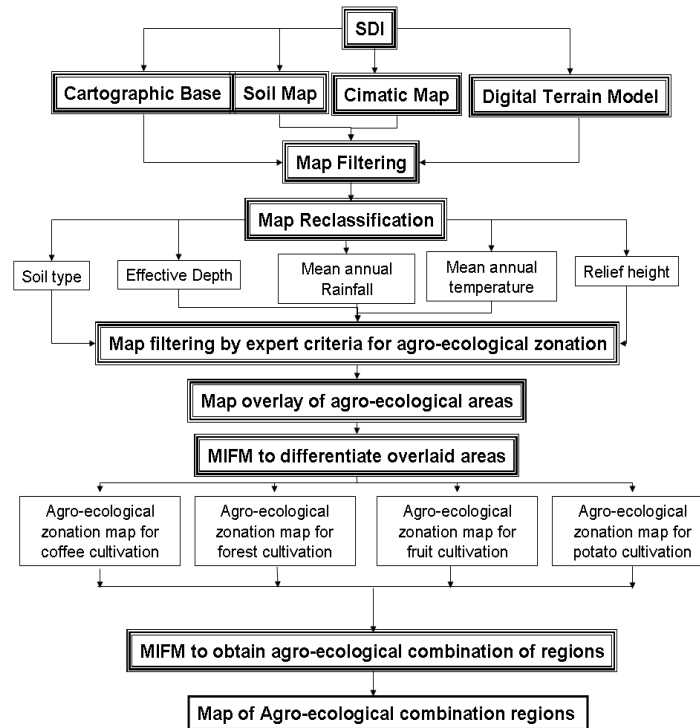 SDI
Cartographic Base
Soil Map
Cimatic Map
Digital Terrain Model
Map Filtering
Map Reclassification
Soil type
Effective Depth
Mean annual
Rainfall
Mean annual
temperature
Relief height
Map filtering by expert criteria for agro-ecological zonation
Map overlay of agro-ecological areas
MIFM to differentiate overlaid areas
Agro-ecological
zonation map for
coffee cultivation
Agro-ecological
zonation map for
forest cultivation
Agro-ecological
zonation map for
fruit cultivation
Agro-ecological
zonation map for
potato cultivation
MIFM to obtain agro-ecological combination of regions
Map of Agro-ecological combination regions